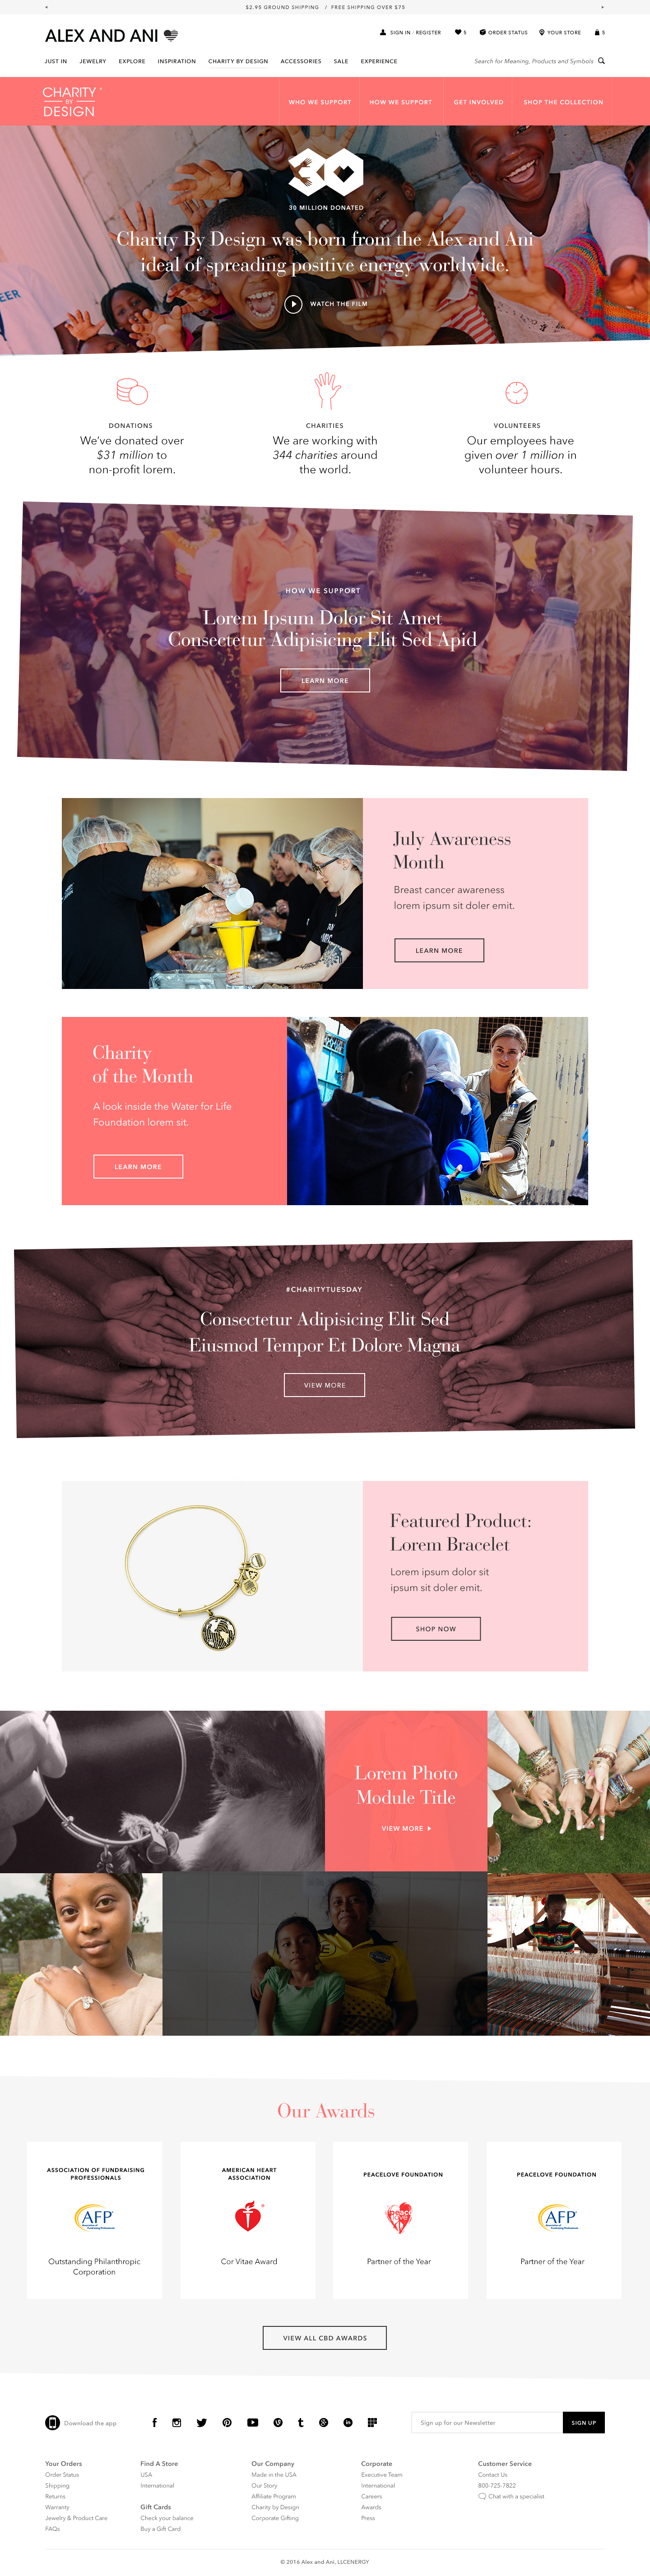 $2.95 GROUND SHIPPING / FREE SHIPPING OVER $75
ALEX AND ANI
SIGN IN / REGISTER
5
ORDER STATUS
YOUR STORE
5
JUST IN
JEWELRY
EXPLORE
INSPIRATION
CHARITY BY DESIGN
ACCESSORIES
SALE
EXPERIENCE
Search for Meaning, Products and Symbols
CHARITY
BY
DESIGN
WHO WE SUPPORT
HOW WE SUPPORT
GET INVOLVED
SHOP THE COLLECTION
30
30 MILLION DONATED
Charity By Design was born from the Alex and Ani
ideal of spreading positive energy worldwide.
WATCH THE FILM
DONATIONS
We've donated over
$31 million to
non-profit lorem.
CHARITIES
We are working with
344 charities around
the world.
VOLUNTEERS
Our employees have
given over 1 million in
volunteer hours.
HOW WE SUPPORT
Lorem Ipsum Dolor Sit Amet
Consectetur Adipisicing Elit Sed Apid
LEARN MORE
July Awareness
Month
Breast cancer awareness
lorem ipsum sit doler emit.
LEARN MORE
Charity
of the Month
A look inside the Water for Life
Foundation lorem sit.
LEARN MORE
#CHARITYTUESDAY
Consectetur Adipisicing Elit Sed
Eiusmod Tempor Et Dolore Magna
VIEW MORE
Featured Product:
Lorem Bracelet
Lorem ipsum dolor sit
ipsum sit doler emit.
SHOP NOW
Lorem Photo
Module Title
VIEW MORE
Our Awards
ASSOCIATION OF FUNDRAISING
PROFESSIONALS
AFP
Outstanding Philanthropic
Corporation
AMERICAN HEART
ASSOCIATION
Cor Vitae Award
PEACELOVE FOUNDATION
peace
love
Partner of the Year
PEACELOVE FOUNDATION
AFP
Partner of the Year
VIEW ALL CBD AWARDS
Download the app
Sign up for our Newsletter
SIGN UP
Your Orders
Order Status
Shipping
Returns
Warranty
Jewelry & Product Care
FAQs
Find A Store
USA
International
Gift Cards
Check your balance
Buy a Gift Card
Our Company
Made in the USA
Our Story
Affiliate Program
Charity by Design
Corporate Gifting
Corporate
Executive Team
International
Careers
Awards
Press
Customer Service
Contact Us
800-725-7822
Chat with a specialist
© 2016 Alex and Ani, LLCENERGY